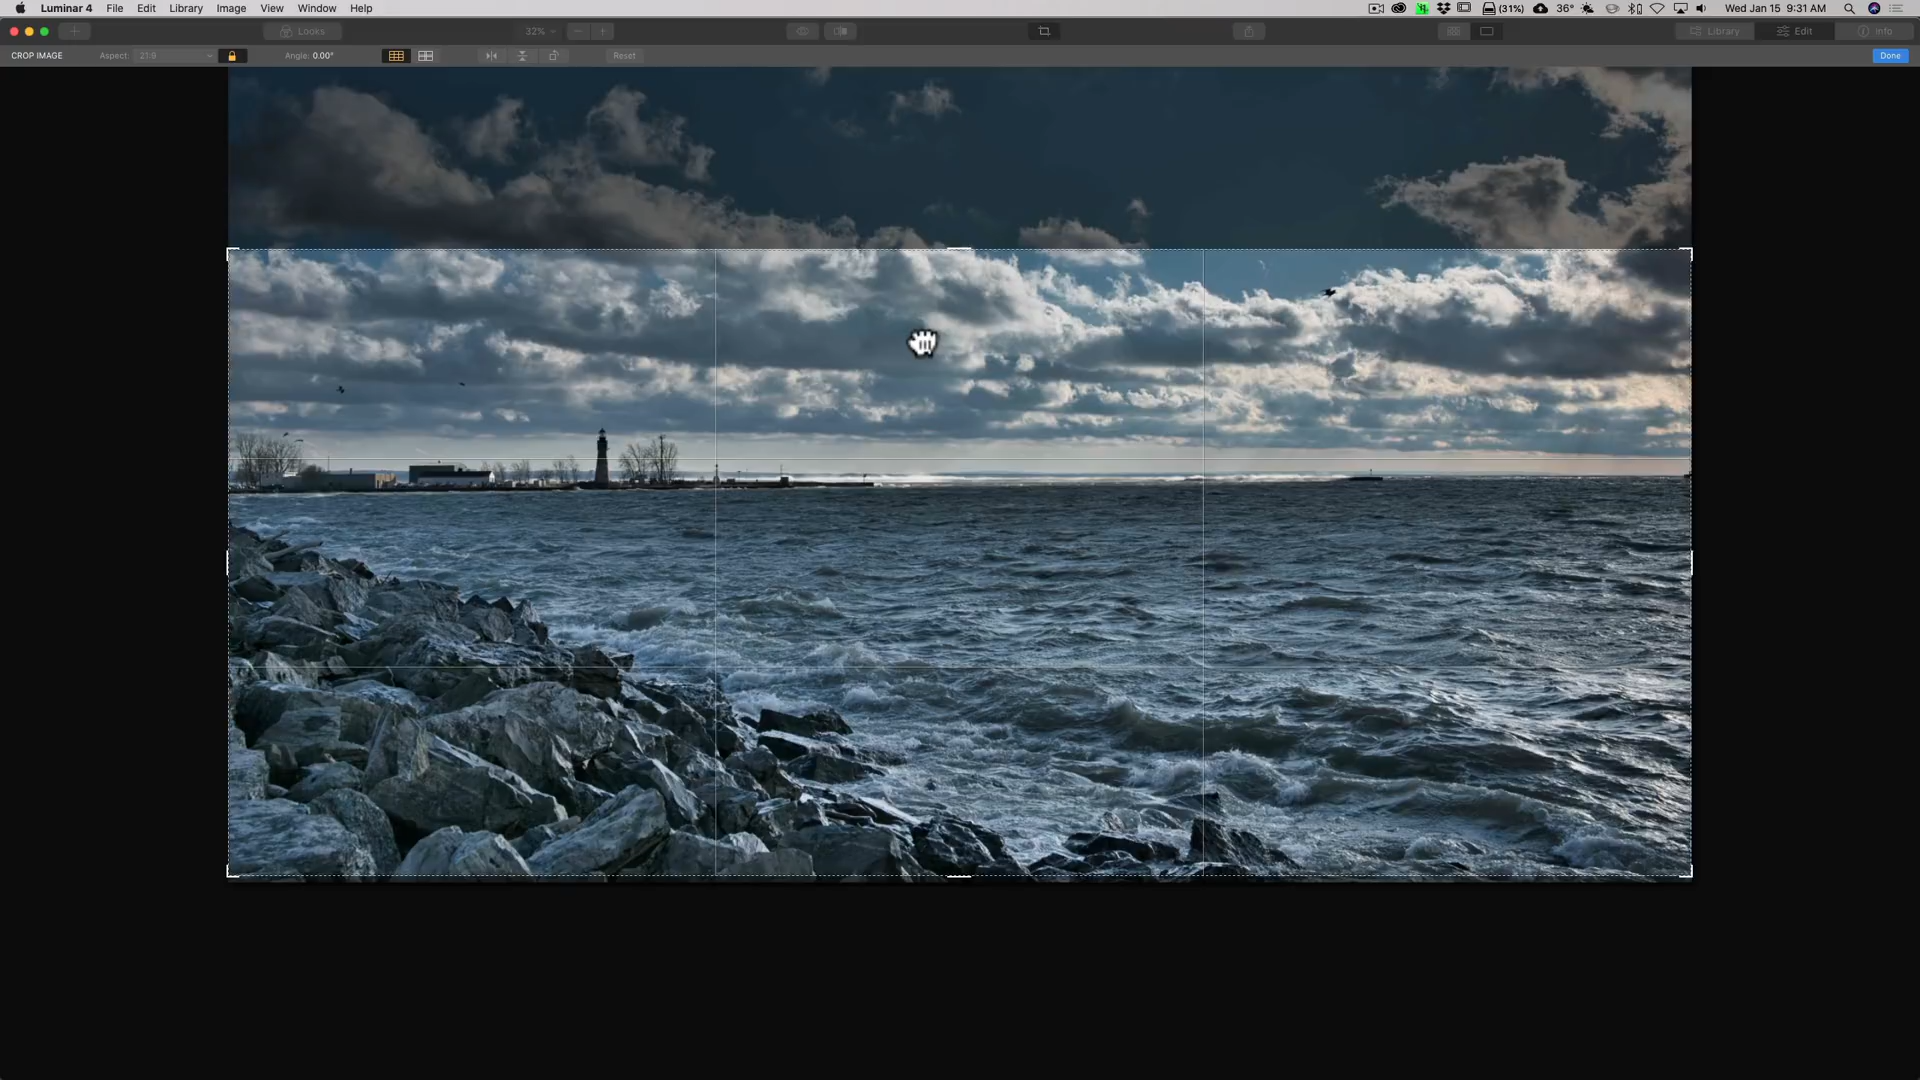 Luminar 4 File Edit Library Image View Window Help (31%) 36° Wed Jan 15 9:31 AM
Looks 32% Library Edit Info
CROP IMAGE Aspect: 21:9 Angle: 0.00° Reset Done